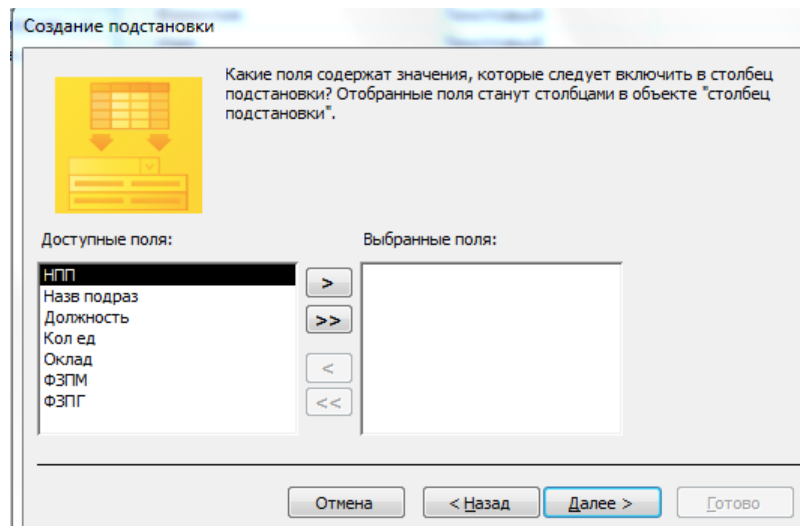 Создание подстановки
Какие поля содержат значения, которые следует включить в столбец
подстановки? Отобранные поля станут столбцами в объекте "столбец
подстановки".
Доступные поля:
Выбранные поля:
НПП
Назв подраз
Должность
Кол ед
Оклад
ФЗПМ
ФЗПГ
>
>>
<
<<
Отмена
< Назад
Далее >
Готово